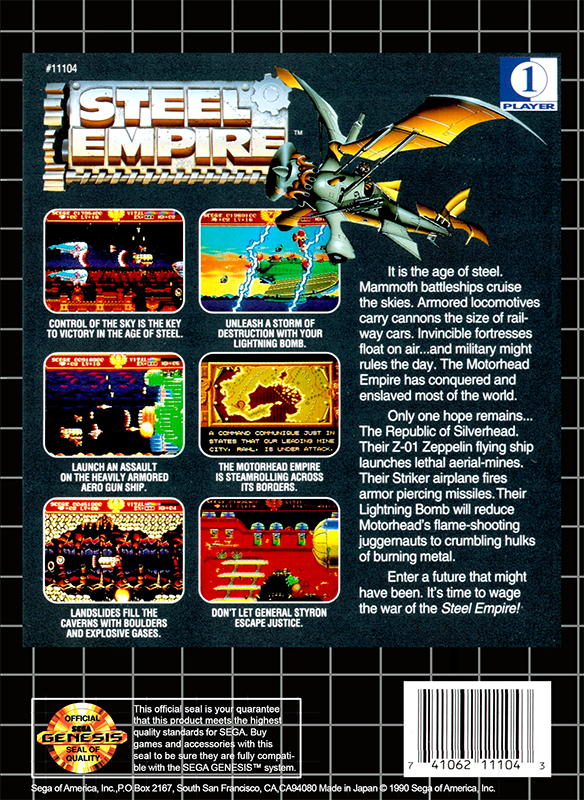 #11104
STEEL
EMPIRE™
1
PLAYER
CONTROL OF THE SKY IS THE KEY
TO VICTORY IN THE AGE OF STEEL.
UNLEASH A STORM OF
DESTRUCTION WITH YOUR
LIGHTNING BOMB.
LAUNCH AN ASSAULT
ON THE HEAVILY ARMORED
AERO GUN SHIP.
A COMMAND COMMUNIQUE JUST IN
STATES THAT OUR LEADING MINE
CITY, RAHL, IS UNDER ATTACK.
THE MOTORHEAD EMPIRE
IS STEAMROLLING ACROSS
ITS BORDERS.
LANDSLIDES FILL THE
CAVERNS WITH BOULDERS
AND EXPLOSIVE GASES.
DON'T LET GENERAL STYRON
ESCAPE JUSTICE.
It is the age of steel.
Mammoth battleships cruise
the skies. Armored locomotives
carry cannons the size of rail-
way cars. Invincible fortresses
float on air...and military might
rules the day. The Motorhead
Empire has conquered and
enslaved most of the world.
Only one hope remains...
The Republic of Silverhead.
Their Z-01 Zeppelin flying ship
launches lethal aerial-mines.
Their Striker airplane fires
armor piercing missiles.Their
Lightning Bomb will reduce
Motorhead's flame-shooting
juggernauts to crumbling hulks
of burning metal.
Enter a future that might
have been. It's time to wage
the war of the Steel Empire!
OFFICIAL
SEGA
GENESIS
SEAL OF
QUALITY
This official seal is your quarantee
that this product meets the highest
quality standards for SEGA. Buy
games and accessories with this
seal to be sure they are fully compati-
ble with the SEGA GENESIS™ system.
7 41062 11104 3
Sega of America, Inc.,P.O Box 2167, South San Francisco, CA,CA94080 Made in Japan © 1990 Sega of America, Inc.